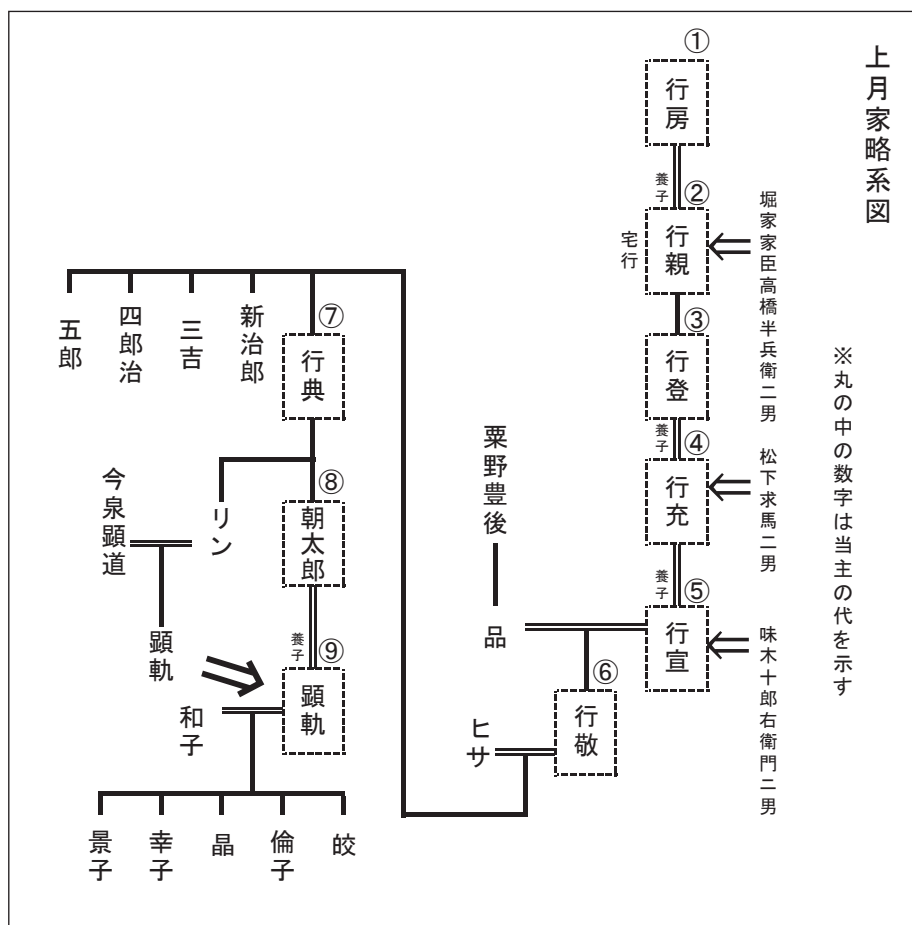 上月家略系図
※丸の中の数字は当主の代を示す
①
行房
養子
②
行親
宅行
堀家家臣高橋半兵衛二男
③
行登
養子
④
行充
松下求馬二男
養子
⑤
行宣
味木十郎右衛門二男
粟野豊後
品
⑥
行敬
ヒサ
⑦
行典
新治郎
三吉
四郎治
五郎
⑧
朝太郎
リン
今泉顕道
顕軌
養子
⑨
顕軌
和子
皎
倫子
晶
幸子
景子